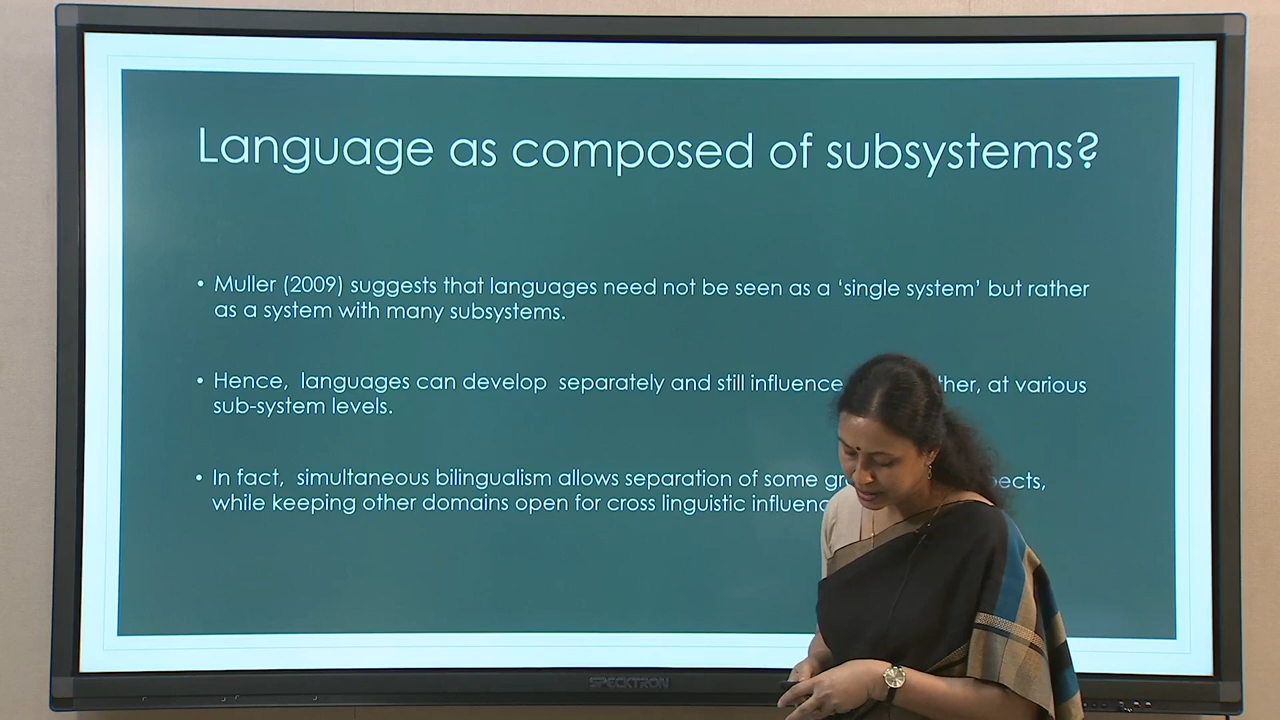 Language as composed of subsystems?
• Muller (2009) suggests that languages need not be seen as a ‘single system’ but rather
as a system with many subsystems.
• Hence, languages can develop separately and still influence ther, at various
sub-system levels.
• In fact, simultaneous bilingualism allows separation of some gr pects,
while keeping other domains open for cross linguistic influenc
SPECKTRON